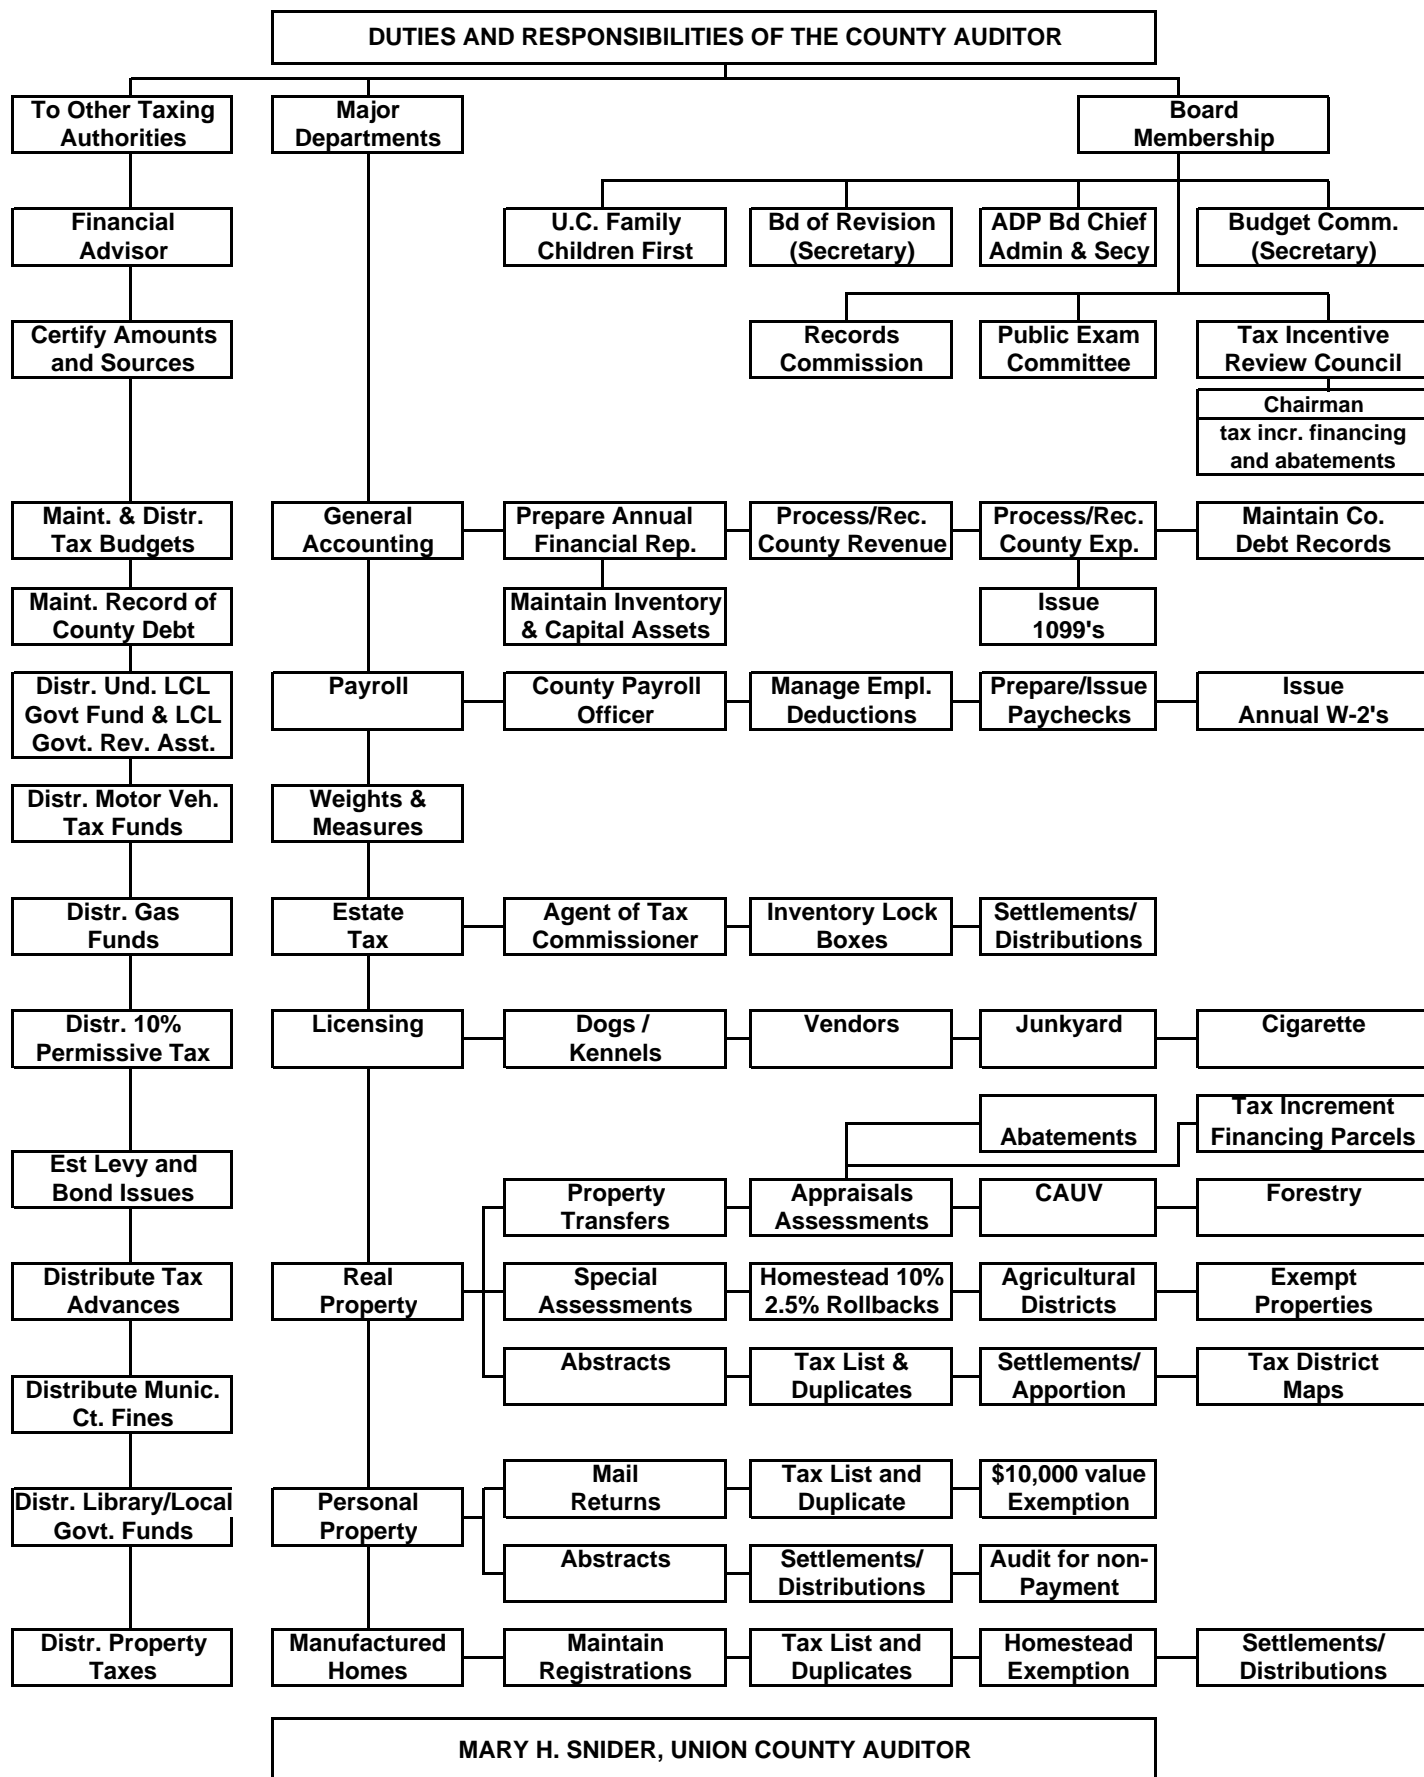 DUTIES AND RESPONSIBILITIES OF THE COUNTY AUDITOR
To Other Taxing
Authorities
Major
Departments
Board
Membership
Financial
Advisor
U.C. Family
Children First
Bd of Revision
(Secretary)
ADP Bd Chief
Admin & Secy
Budget Comm.
(Secretary)
Certify Amounts
and Sources
Records
Commission
Public Exam
Committee
Tax Incentive
Review Council
Chairman
tax incr. financing
and abatements
Maint. & Distr.
Tax Budgets
General
Accounting
Prepare Annual
Financial Rep.
Process/Rec.
County Revenue
Process/Rec.
County Exp.
Maintain Co.
Debt Records
Maint. Record of
County Debt
Maintain Inventory
& Capital Assets
Issue
1099's
Distr. Und. LCL
Govt Fund & LCL
Govt. Rev. Asst.
Payroll
County Payroll
Officer
Manage Empl.
Deductions
Prepare/Issue
Paychecks
Issue
Annual W-2's
Distr. Motor Veh.
Tax Funds
Weights &
Measures
Distr. Gas
Funds
Estate
Tax
Agent of Tax
Commissioner
Inventory Lock
Boxes
Settlements/
Distributions
Distr. 10%
Permissive Tax
Licensing
Dogs /
Kennels
Vendors
Junkyard
Cigarette
Abatements
Tax Increment
Financing Parcels
Est Levy and
Bond Issues
Property
Transfers
Appraisals
Assessments
CAUV
Forestry
Distribute Tax
Advances
Real
Property
Special
Assessments
Homestead 10%
2.5% Rollbacks
Agricultural
Districts
Exempt
Properties
Distribute Munic.
Ct. Fines
Abstracts
Tax List &
Duplicates
Settlements/
Apportion
Tax District
Maps
Distr. Library/Local
Govt. Funds
Personal
Property
Mail
Returns
Tax List and
Duplicate
$10,000 value
Exemption
Abstracts
Settlements/
Distributions
Audit for non-
Payment
Distr. Property
Taxes
Manufactured
Homes
Maintain
Registrations
Tax List and
Duplicates
Homestead
Exemption
Settlements/
Distributions
MARY H. SNIDER, UNION COUNTY AUDITOR